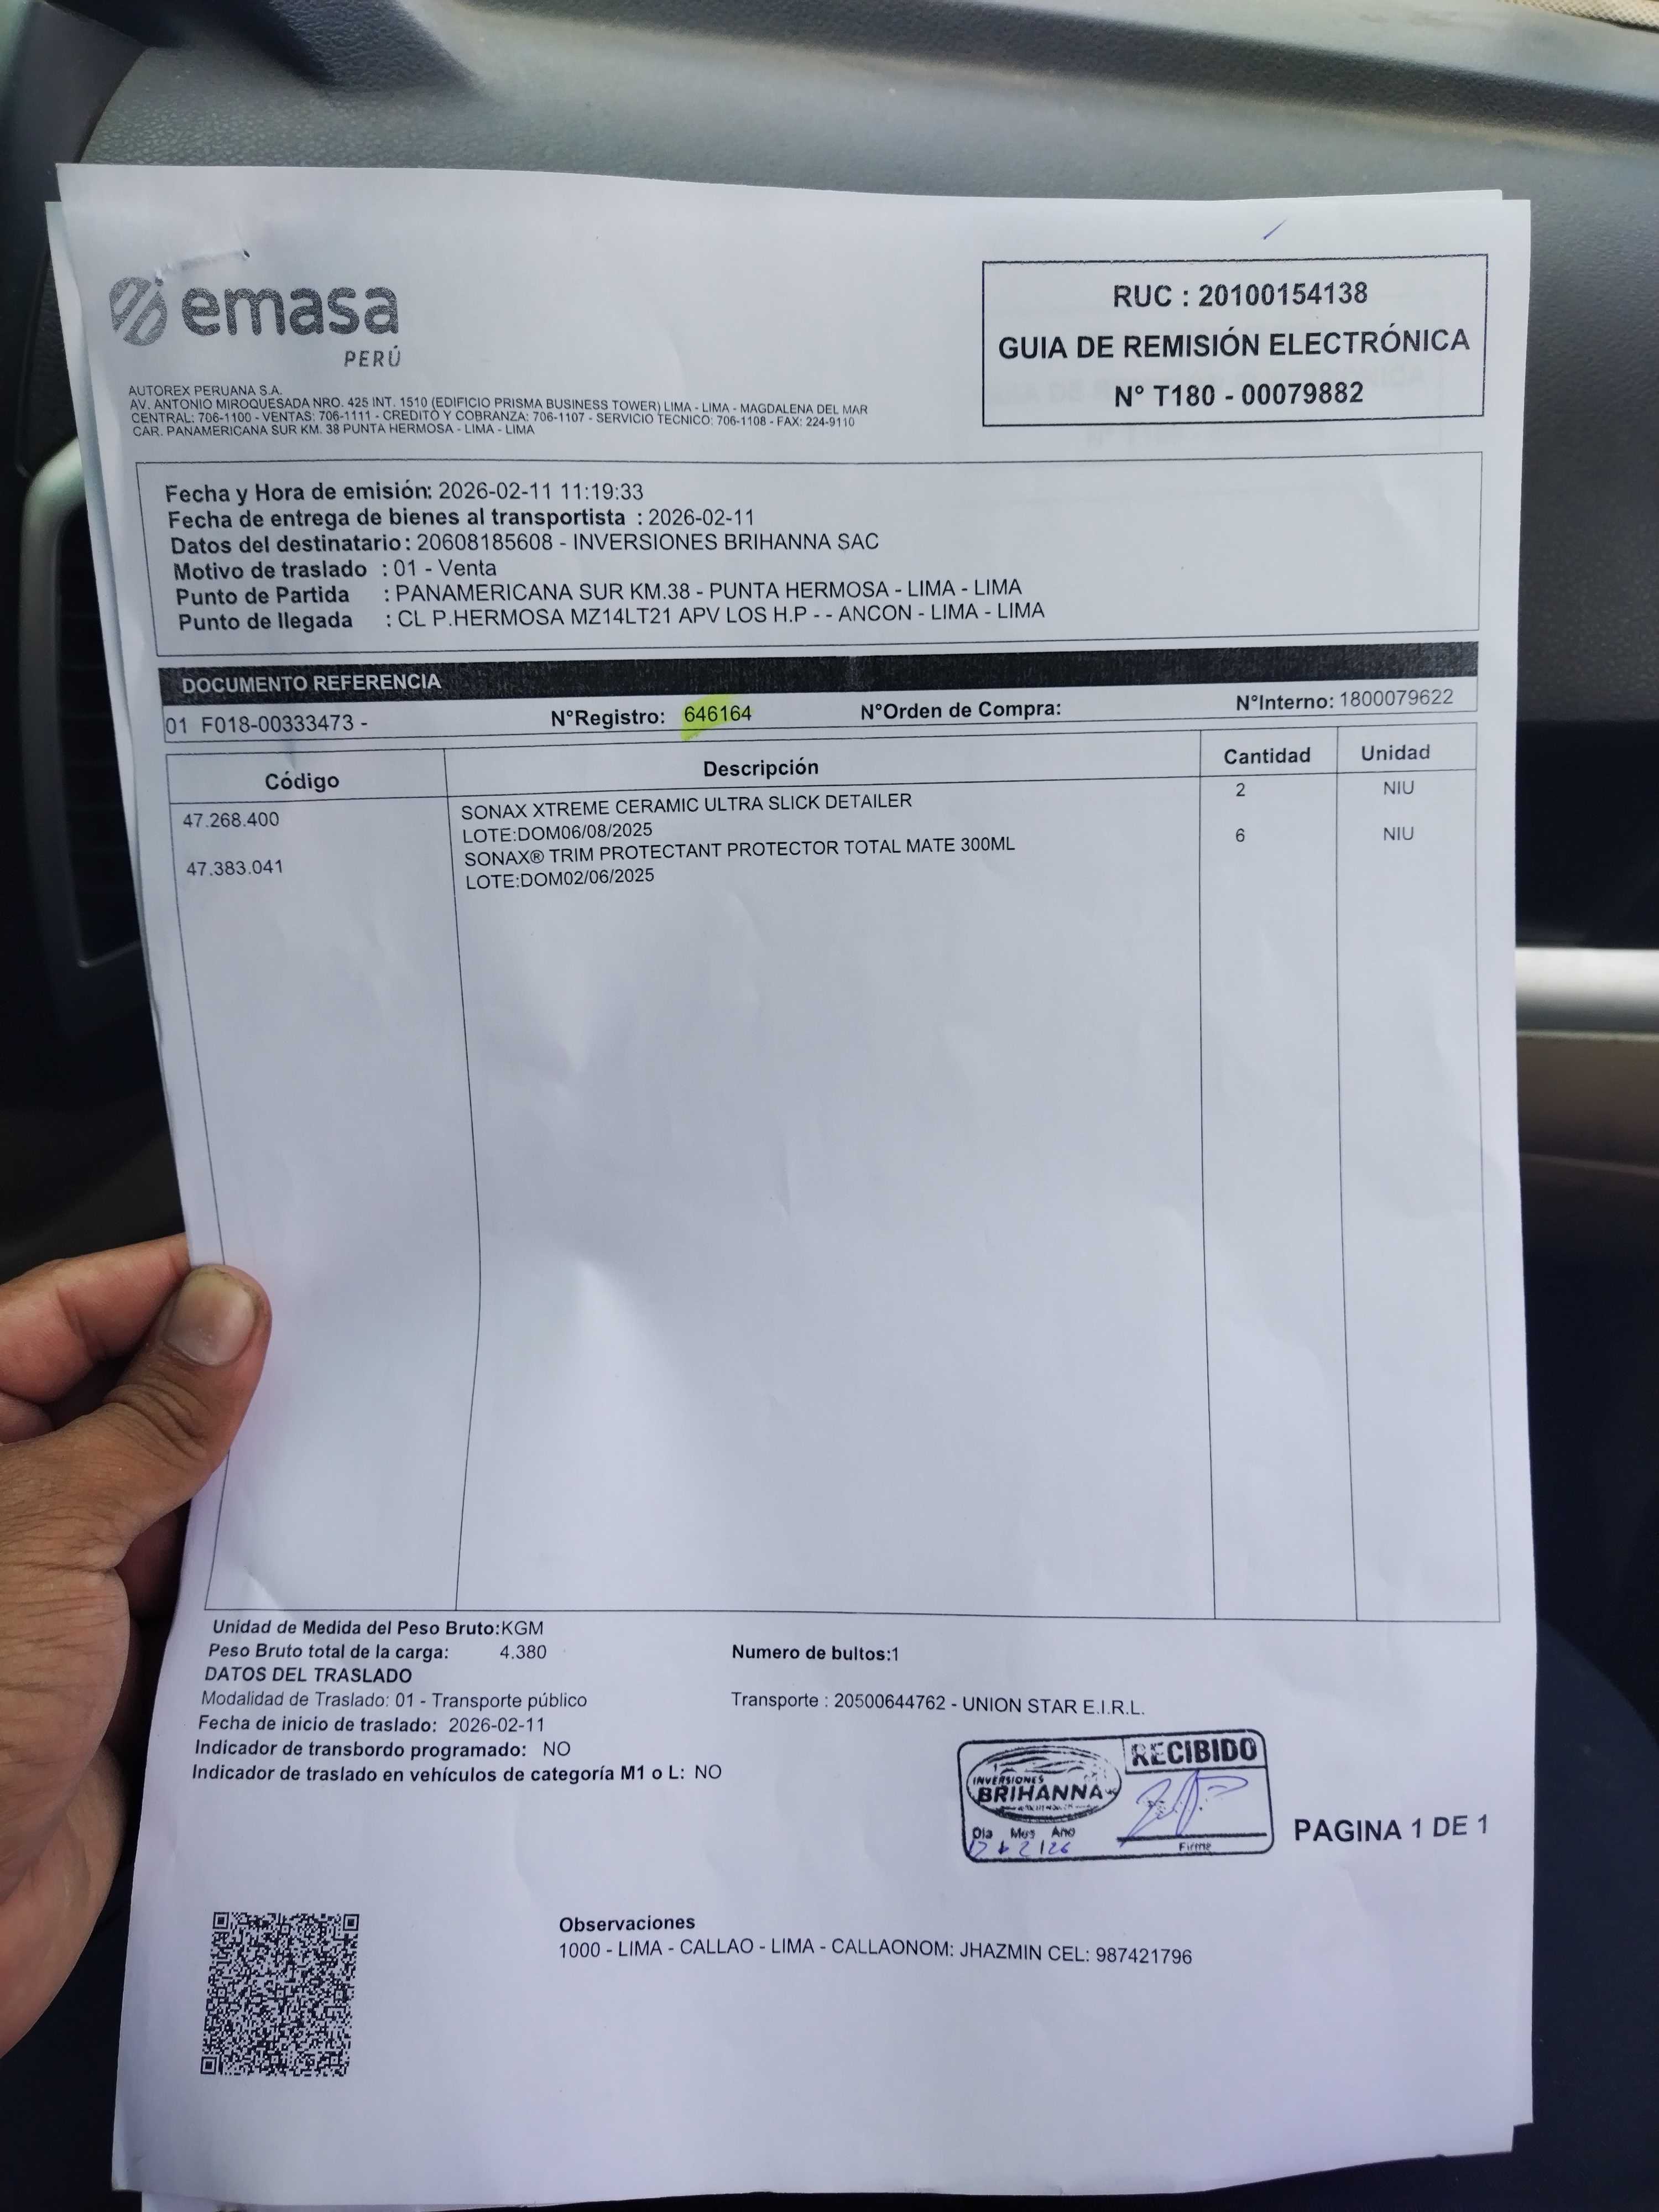 emasa
PERÚ
RUC : 20100154138
GUIA DE REMISIÓN ELECTRÓNICA
N° T180 - 00079882
AUTOREX PERUANA S.A.
AV. ANTONIO MIROQUESADA NRO. 425 INT. 1510 (EDIFICIO PRISMA BUSINESS TOWER) LIMA - LIMA - MAGDALENA DEL MAR
CENTRAL: 706-1100 - VENTAS: 706-1111 - CREDITO Y COBRANZA: 706-1107 - SERVICIO TECNICO: 706-1108 - FAX: 224-9110
CAR. PANAMERICANA SUR KM. 38 PUNTA HERMOSA - LIMA - LIMA
Fecha y Hora de emisión: 2026-02-11 11:19:33
Fecha de entrega de bienes al transportista : 2026-02-11
Datos del destinatario : 20608185608 - INVERSIONES BRIHANNA SAC
Motivo de traslado : 01 - Venta
Punto de Partida : PANAMERICANA SUR KM.38 - PUNTA HERMOSA - LIMA - LIMA
Punto de llegada : CL P.HERMOSA MZ14LT21 APV LOS H.P - - ANCON - LIMA - LIMA
DOCUMENTO REFERENCIA
01 F018-00333473 - N°Registro: 646164 N°Orden de Compra: N°Interno: 1800079622
Código Descripción Cantidad Unidad
47.268.400 SONAX XTREME CERAMIC ULTRA SLICK DETAILER 2 NIU
LOTE:DOM06/08/2025
47.383.041 SONAX® TRIM PROTECTANT PROTECTOR TOTAL MATE 300ML 6 NIU
LOTE:DOM02/06/2025
Unidad de Medida del Peso Bruto:KGM
Peso Bruto total de la carga: 4.380 Numero de bultos:1
DATOS DEL TRASLADO
Modalidad de Traslado: 01 - Transporte público Transporte : 20500644762 - UNION STAR E.I.R.L.
Fecha de inicio de traslado: 2026-02-11
Indicador de transbordo programado: NO
Indicador de traslado en vehículos de categoría M1 o L: NO
RECIBIDO
INVERSIONES
BRIHANNA
Dia Mes Año
Firma
PAGINA 1 DE 1
Observaciones
1000 - LIMA - CALLAO - LIMA - CALLAONOM: JHAZMIN CEL: 987421796